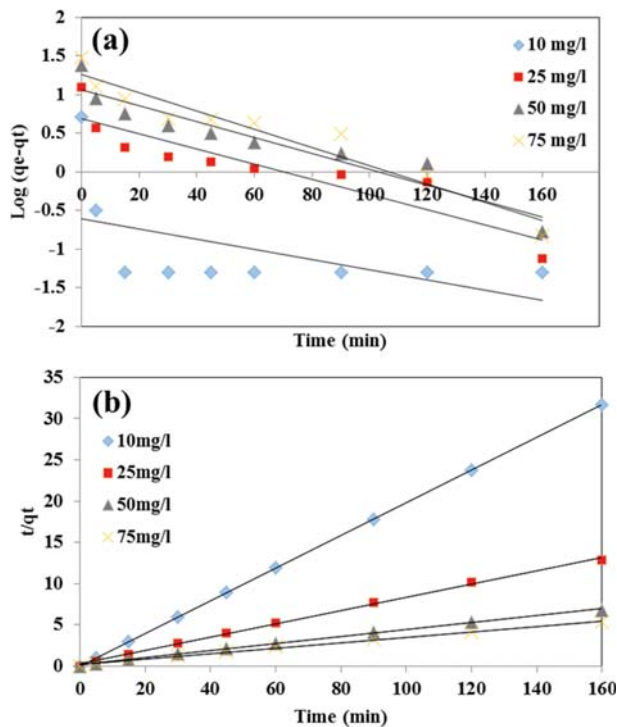 (a)
2
1.5
1
0.5
0
-0.5
-1
-1.5
-2
0 20 40 60 80 100 120 140 160
Log (qe-qt)
Time (min)
10 mg/l
25 mg/l
50 mg/l
75 mg/l
(b)
35
30
25
20
15
10
5
0
0 20 40 60 80 100 120 140 160
t/qt
Time (min)
10mg/l
25mg/l
50mg/l
75mg/l